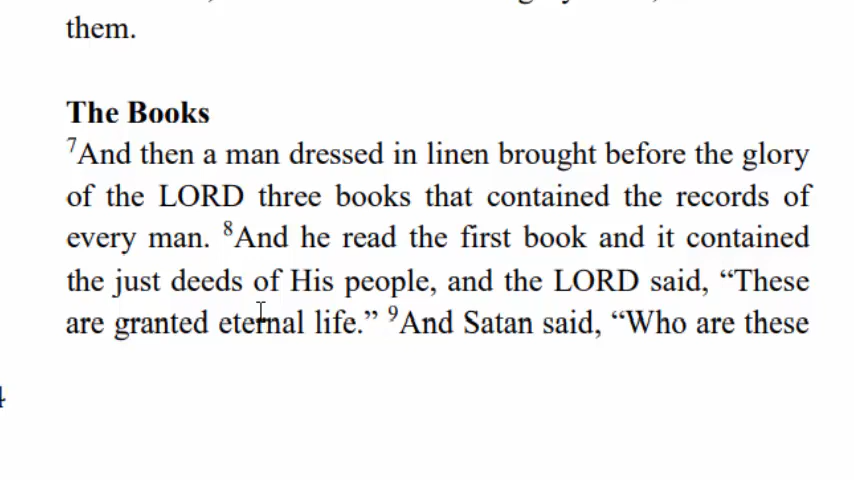 them.
The Books
⁷And then a man dressed in linen brought before the glory
of the LORD three books that contained the records of
every man. ⁸And he read the first book and it contained
the just deeds of His people, and the LORD said, “These
are granted eternal life.” ⁹And Satan said, “Who are these